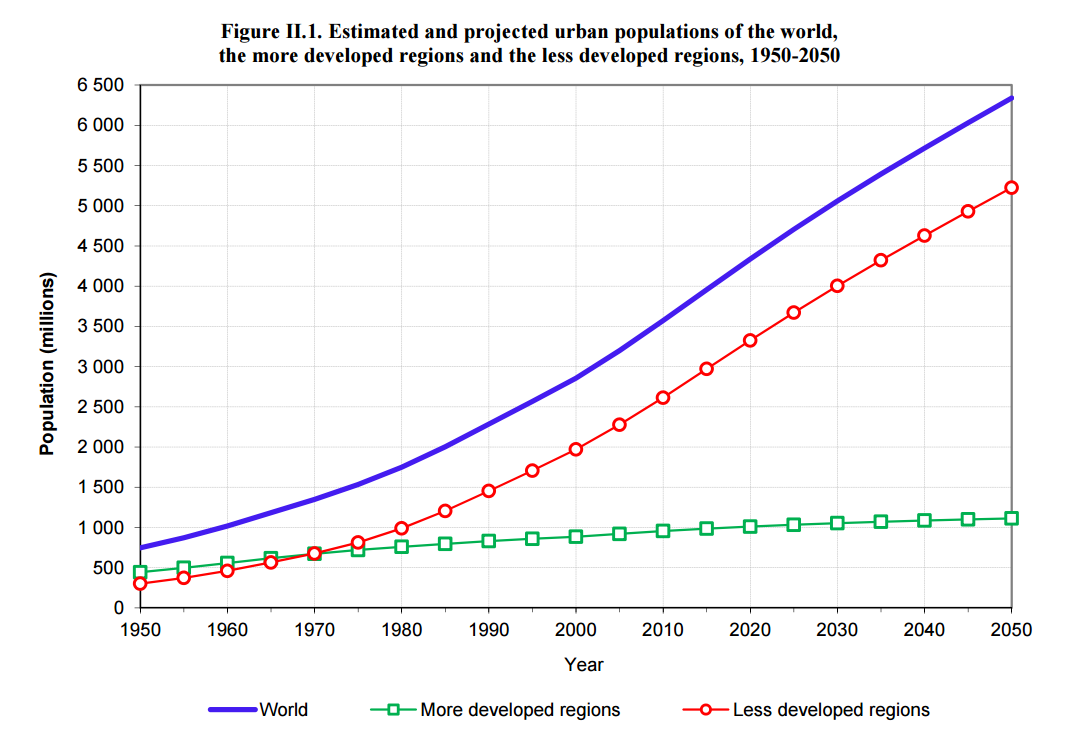 Figure II.1. Estimated and projected urban populations of the world,
the more developed regions and the less developed regions, 1950-2050
6 500
6 000
5 500
5 000
4 500
4 000
3 500
3 000
2 500
2 000
1 500
1 000
500
0
Population (millions)
1950 1960 1970 1980 1990 2000 2010 2020 2030 2040 2050
Year
World More developed regions Less developed regions